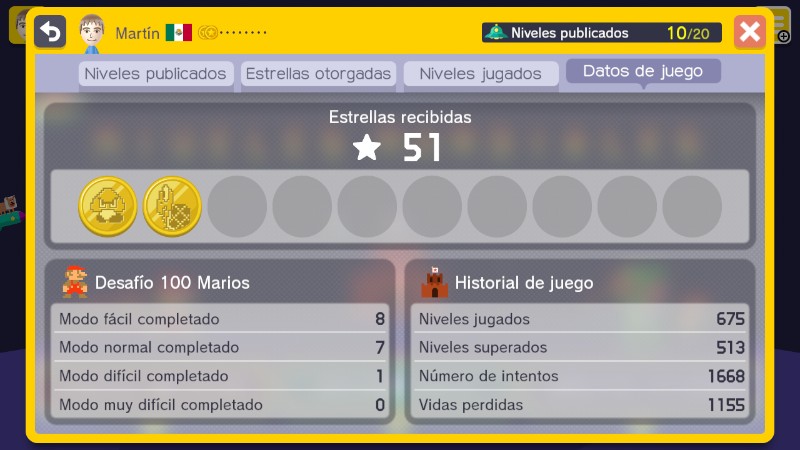 Martín
Niveles publicados 10/20
Niveles publicados
Estrellas otorgadas
Niveles jugados
Datos de juego
Estrellas recibidas
★ 51
Desafío 100 Marios
Modo fácil completado 8
Modo normal completado 7
Modo difícil completado 1
Modo muy difícil completado 0
Historial de juego
Niveles jugados 675
Niveles superados 513
Número de intentos 1668
Vidas perdidas 1155